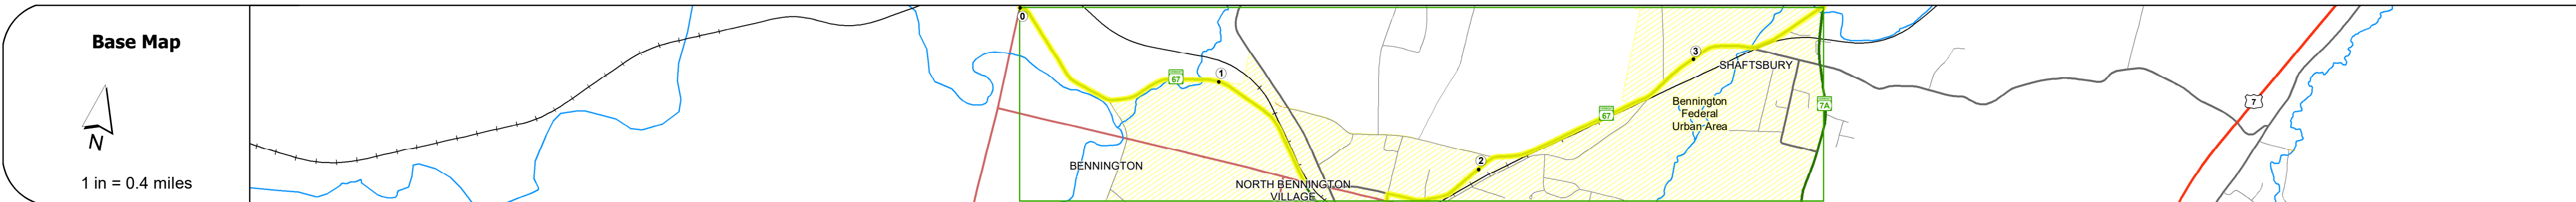 Base Map
N
1 in = 0.4 miles
0
67
1
BENNINGTON
NORTH BENNINGTON
VILLAGE
2
67
3
SHAFTSBURY
Bennington
Federal
Urban Area
7A
7